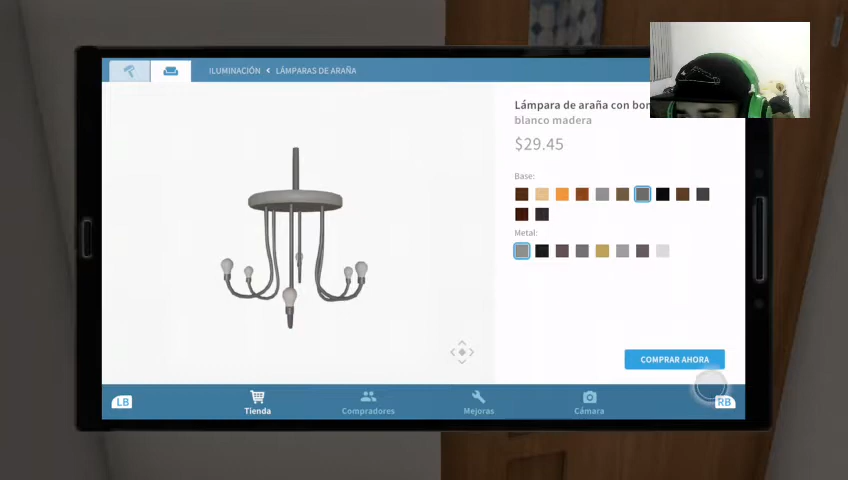 ILUMINACIÓN < LÁMPARAS DE ARAÑA
Lámpara de araña con
blanco madera
$29.45
Base:
Metal:
COMPRAR AHORA
LB
Tienda
Compradores
Mejoras
Cámara
RB